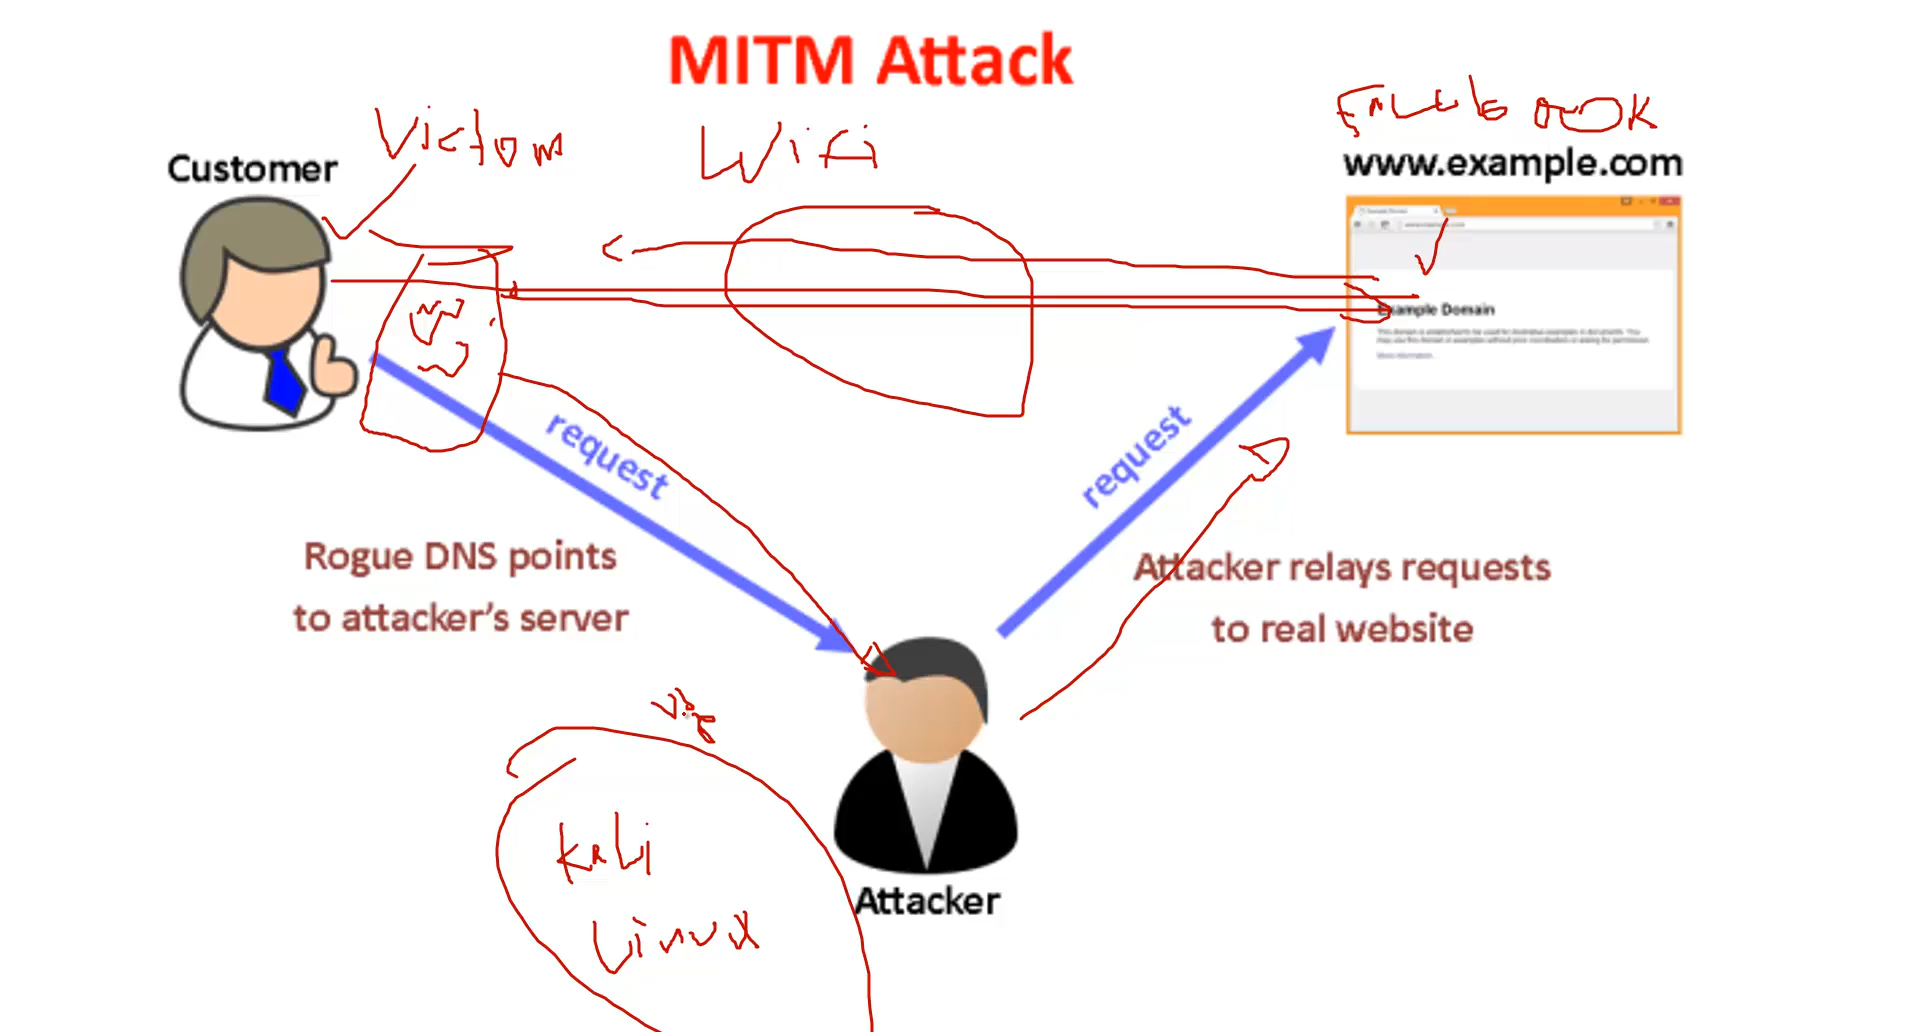 MITM Attack
Victom
WiFi
Facebook
Customer
www.example.com
Example Domain
request
request
Rogue DNS points
to attacker's server
Attacker relays requests
to real website
Kali
Linux
Attacker